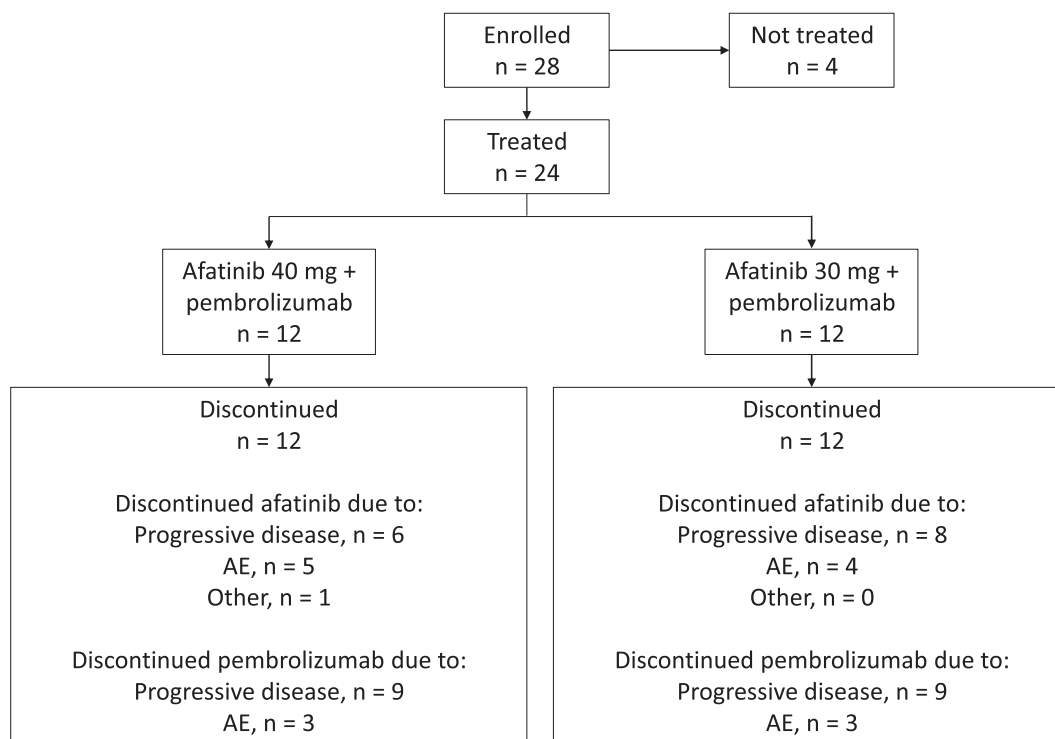 Enrolled
n = 28
Not treated
n = 4
Treated
n = 24
Afatinib 40 mg +
pembrolizumab
n = 12
Afatinib 30 mg +
pembrolizumab
n = 12
Discontinued
n = 12
Discontinued afatinib due to:
Progressive disease, n = 6
AE, n = 5
Other, n = 1
Discontinued pembrolizumab due to:
Progressive disease, n = 9
AE, n = 3
Discontinued
n = 12
Discontinued afatinib due to:
Progressive disease, n = 8
AE, n = 4
Other, n = 0
Discontinued pembrolizumab due to:
Progressive disease, n = 9
AE, n = 3